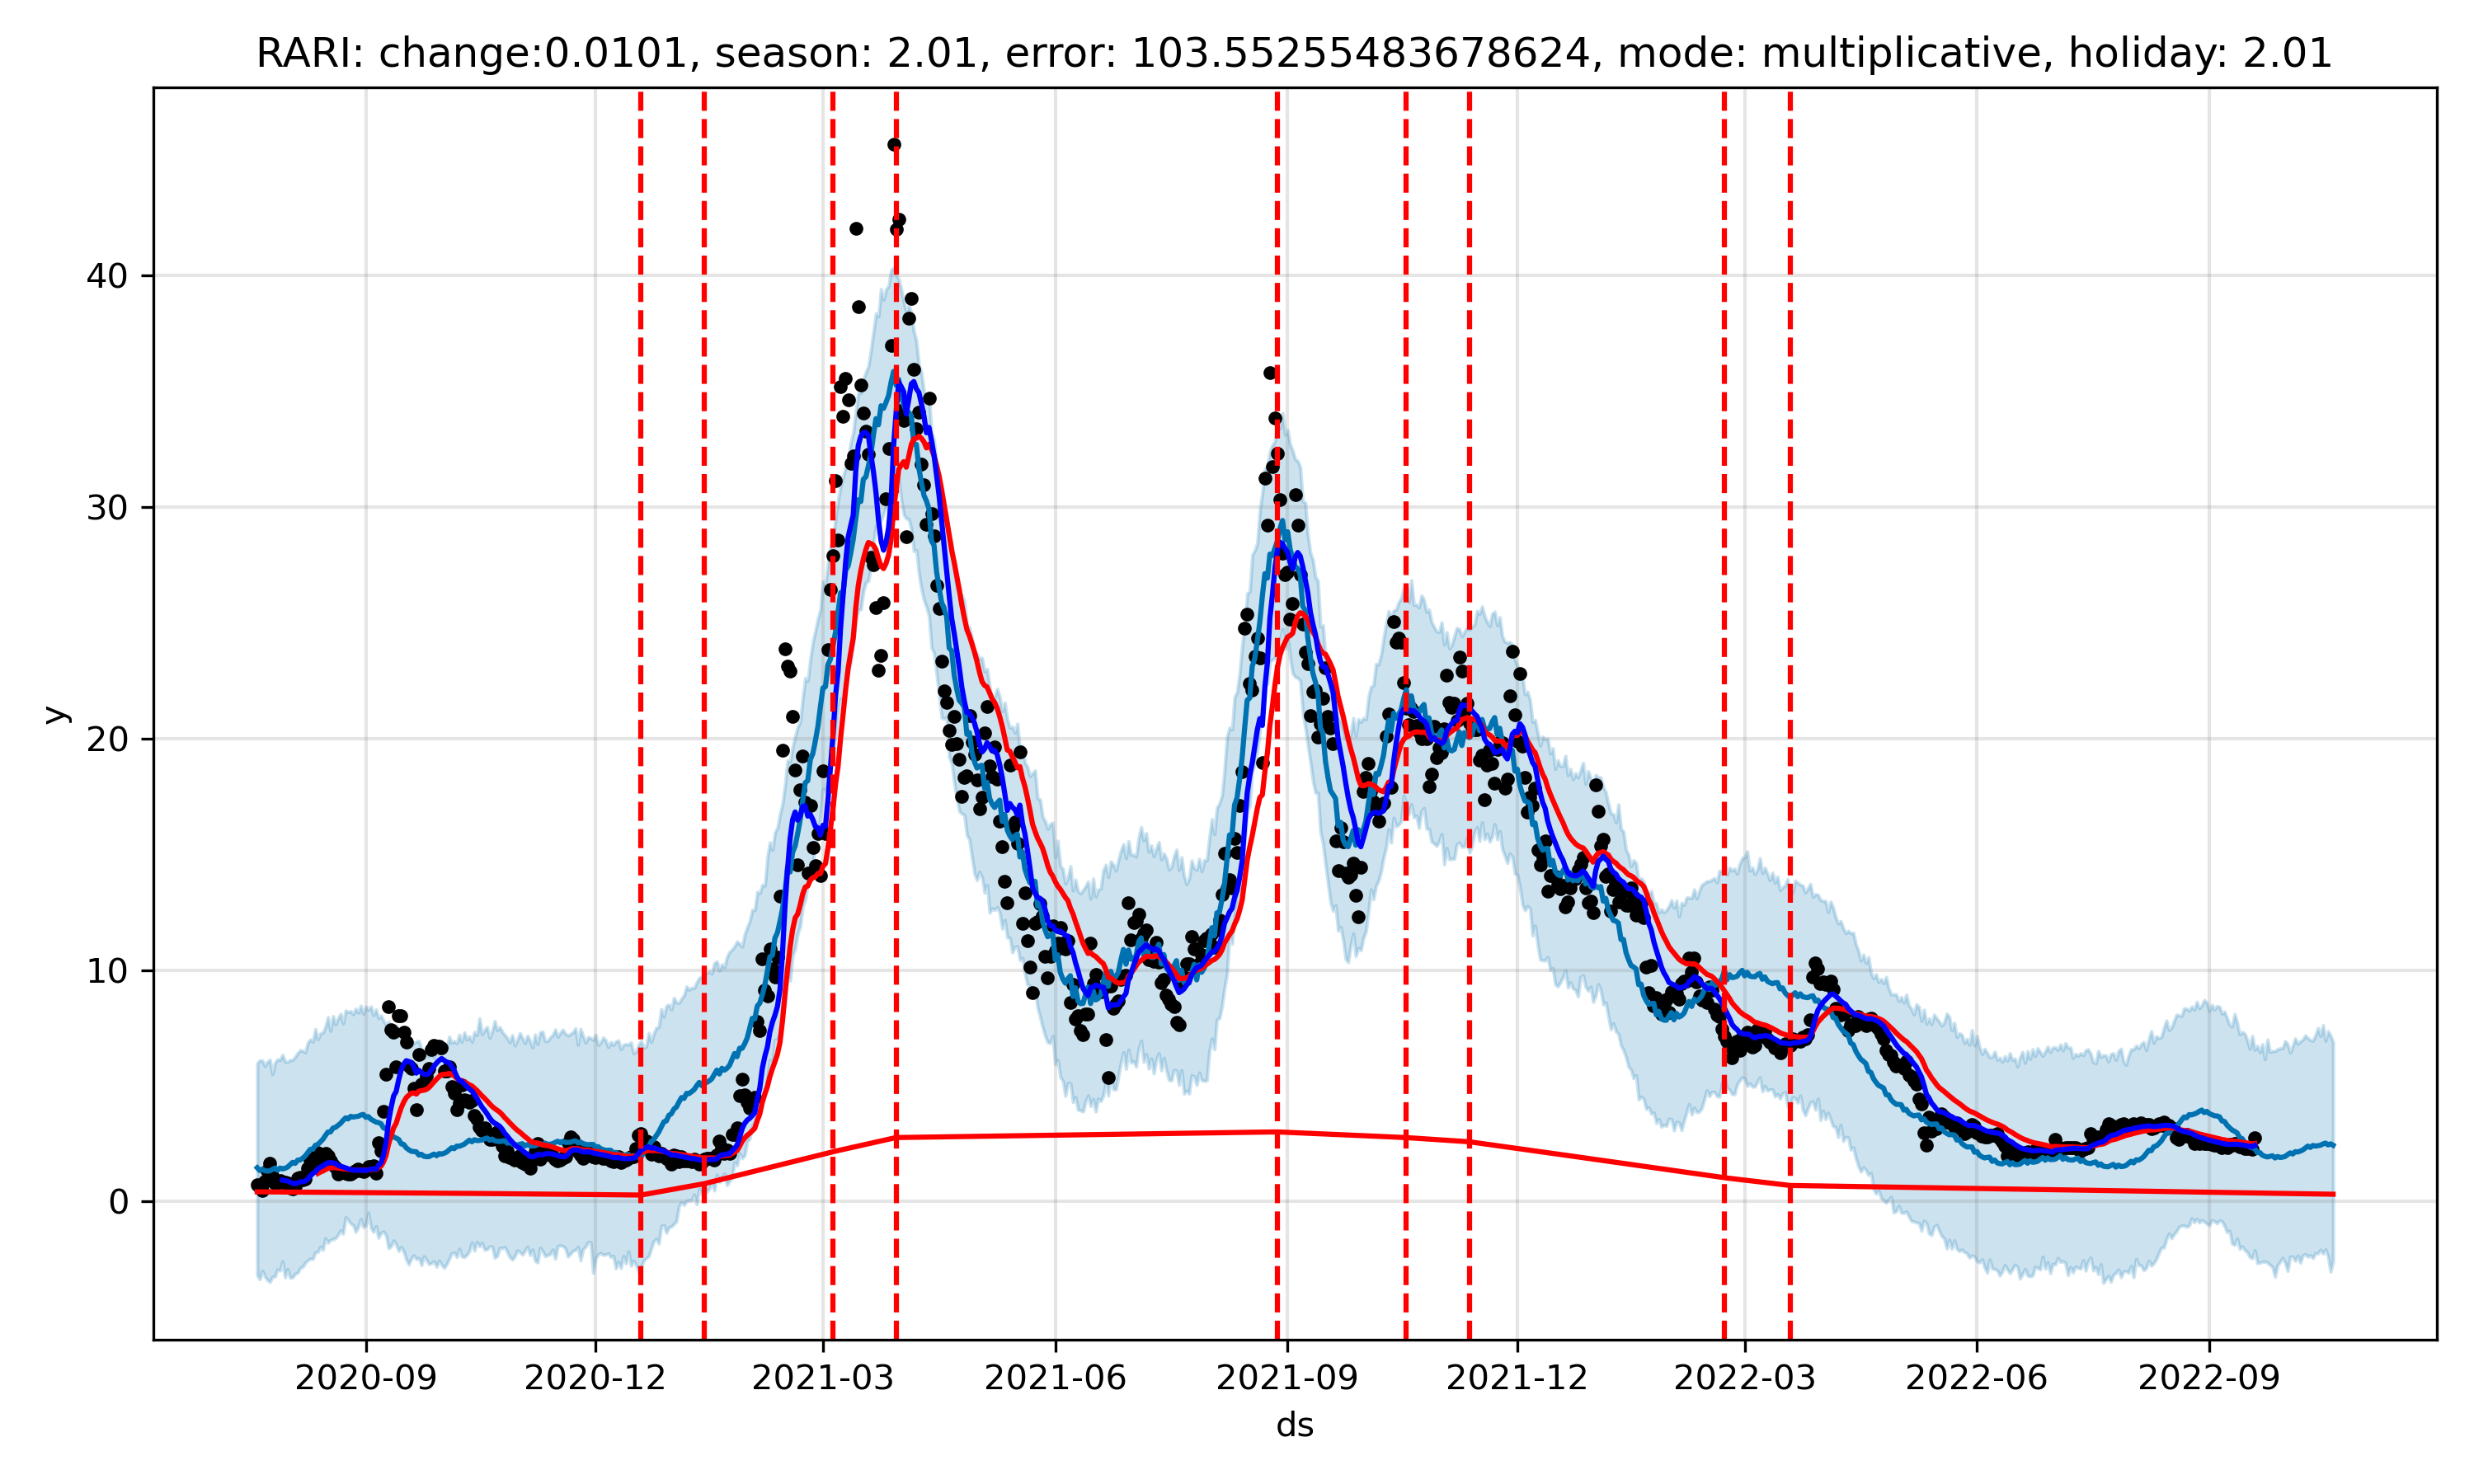 RARI: change:0.0101, season: 2.01, error: 103.55255483678624, mode: multiplicative, holiday: 2.01
y
40
30
20
10
0
2020-09 2020-12 2021-03 2021-06 2021-09 2021-12 2022-03 2022-06 2022-09
ds